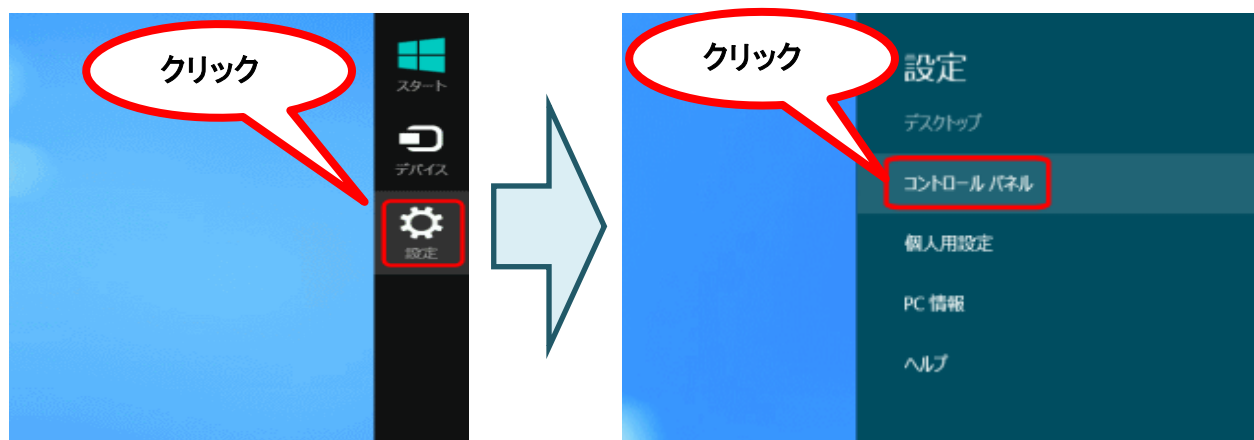 クリック
スタート
デバイス
設定
クリック
設定
デスクトップ
コントロール パネル
個人用設定
PC 情報
ヘルプ